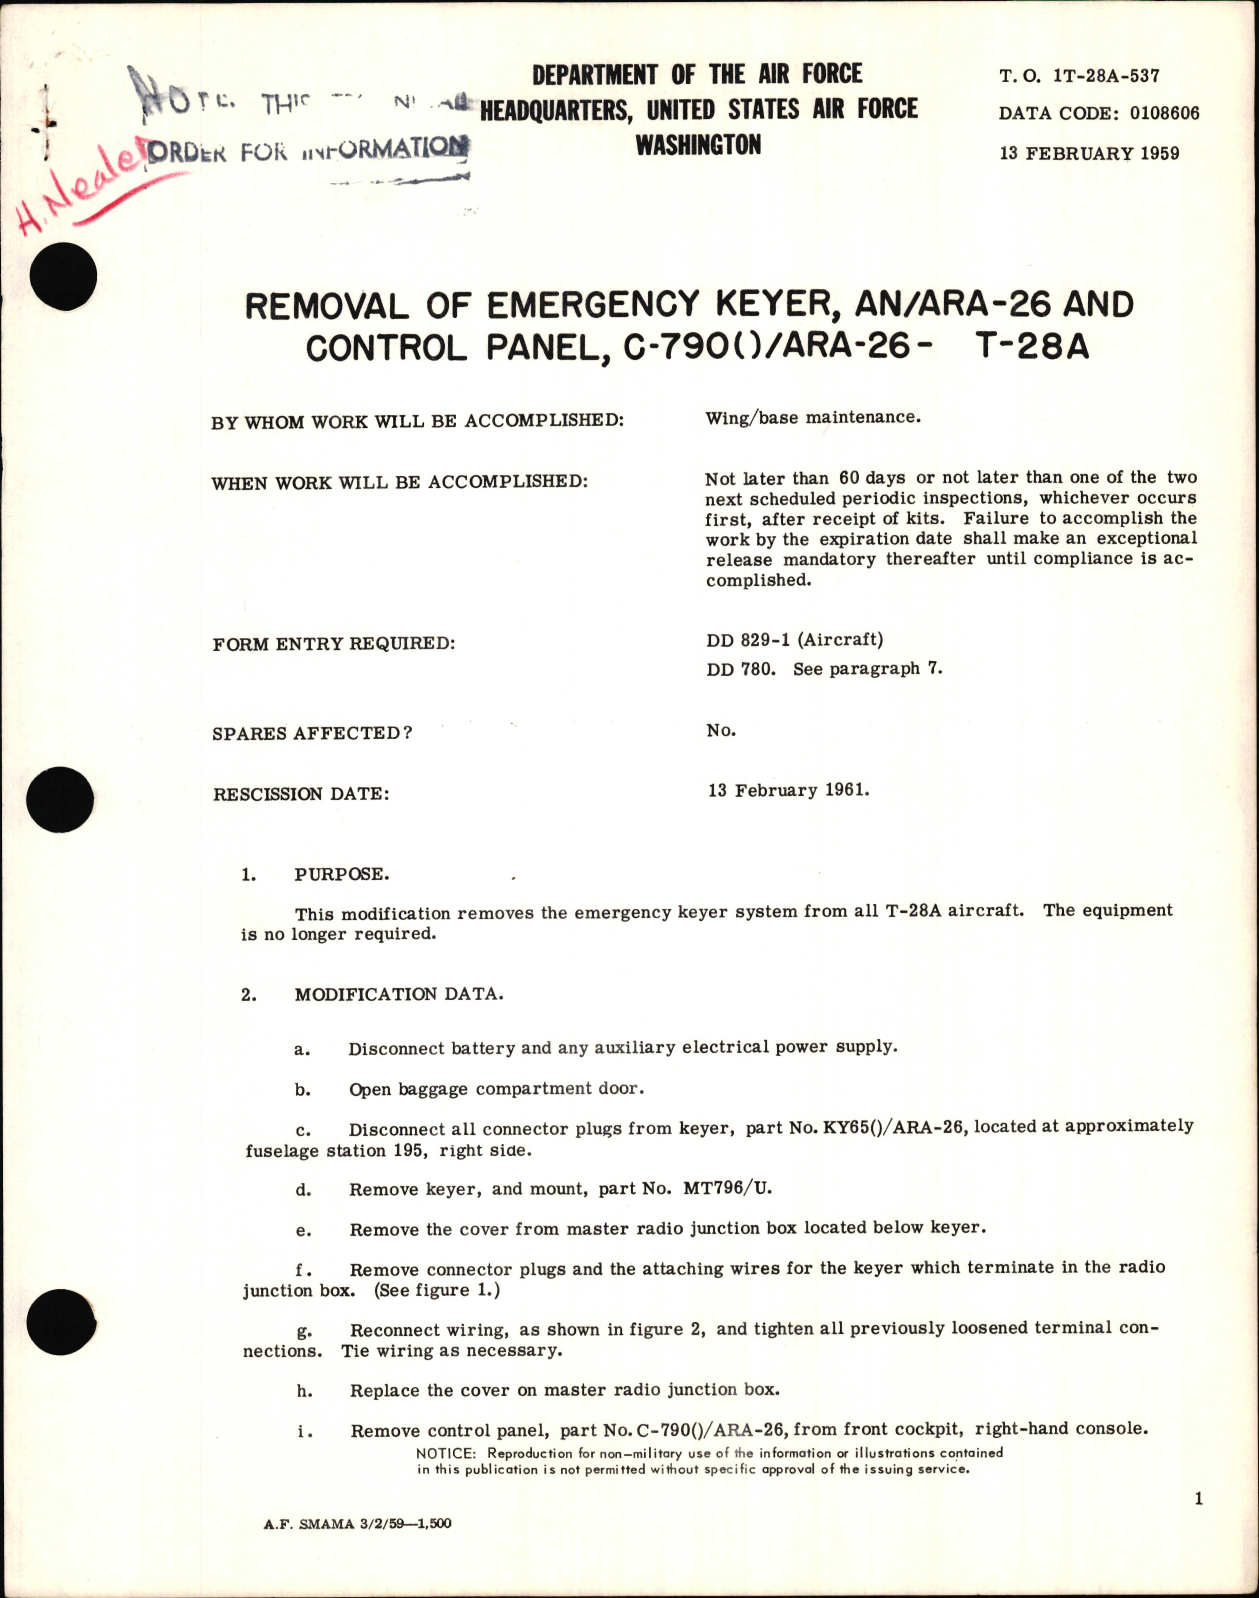 DEPARTMENT OF THE AIR FORCE
HEADQUARTERS, UNITED STATES AIR FORCE
WASHINGTON
T. O. 1T-28A-537
DATA CODE: 0108606
13 FEBRUARY 1959
NOTE: THIS
ORDER FOR INFORMATION
H. Neale
REMOVAL OF EMERGENCY KEYER, AN/ARA-26 AND
CONTROL PANEL, C-790()/ARA-26- T-28A
BY WHOM WORK WILL BE ACCOMPLISHED: Wing/base maintenance.
WHEN WORK WILL BE ACCOMPLISHED: Not later than 60 days or not later than one of the two
next scheduled periodic inspections, whichever occurs
first, after receipt of kits. Failure to accomplish the
work by the expiration date shall make an exceptional
release mandatory thereafter until compliance is ac-
complished.
FORM ENTRY REQUIRED: DD 829-1 (Aircraft)
DD 780. See paragraph 7.
SPARES AFFECTED? No.
RESCISSION DATE: 13 February 1961.
1. PURPOSE.
This modification removes the emergency keyer system from all T-28A aircraft. The equipment
is no longer required.
2. MODIFICATION DATA.
a. Disconnect battery and any auxiliary electrical power supply.
b. Open baggage compartment door.
c. Disconnect all connector plugs from keyer, part No. KY65()/ARA-26, located at approximately
fuselage station 195, right side.
d. Remove keyer, and mount, part No. MT796/U.
e. Remove the cover from master radio junction box located below keyer.
f. Remove connector plugs and the attaching wires for the keyer which terminate in the radio
junction box. (See figure 1.)
g. Reconnect wiring, as shown in figure 2, and tighten all previously loosened terminal con-
nections. Tie wiring as necessary.
h. Replace the cover on master radio junction box.
i. Remove control panel, part No. C-790()/ARA-26, from front cockpit, right-hand console.
NOTICE: Reproduction for non-military use of the information or illustrations contained
in this publication is not permitted without specific approval of the issuing service.
1
A.F. SMAMA 3/2/59—1,500